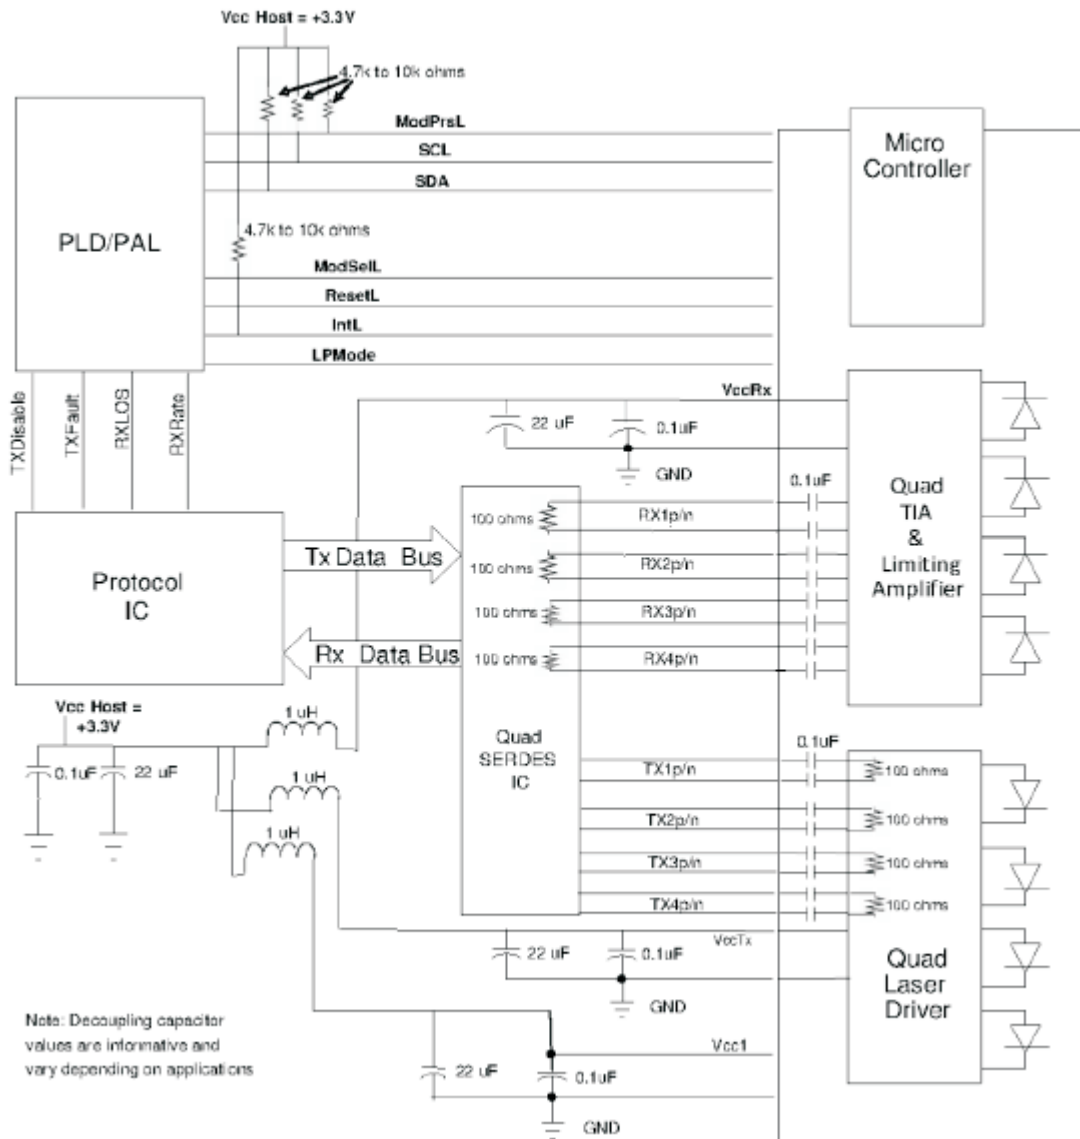 Vcc Host = +3.3V
4.7k to 10k ohms
ModPrsL
SCL
SDA
PLD/PAL
4.7k to 10k ohms
ModSelL
ResetL
IntL
LPMode
Micro
Controller
TXDisable
TXFault
RXLOS
RXRate
VccRx
22 uF
0.1uF
GND
Protocol
IC
Tx Data Bus
Rx Data Bus
100 ohms
100 ohms
100 ohms
100 ohms
Quad
SERDES
IC
RX1p/n
RX2p/n
RX3p/n
RX4p/n
0.1uF
Quad
TIA
&
Limiting
Amplifier
Vcc Host =
+3.3V
0.1uF
22 uF
1 uH
1 uH
1 uH
TX1p/n
TX2p/n
TX3p/n
TX4p/n
0.1uF
100 ohms
100 ohms
100 ohms
100 ohms
Quad
Laser
Driver
VccTx
22 uF
0.1uF
GND
Vcc1
22 uF
0.1uF
GND
Note: Decoupling capacitor
values are informative and
vary depending on applications